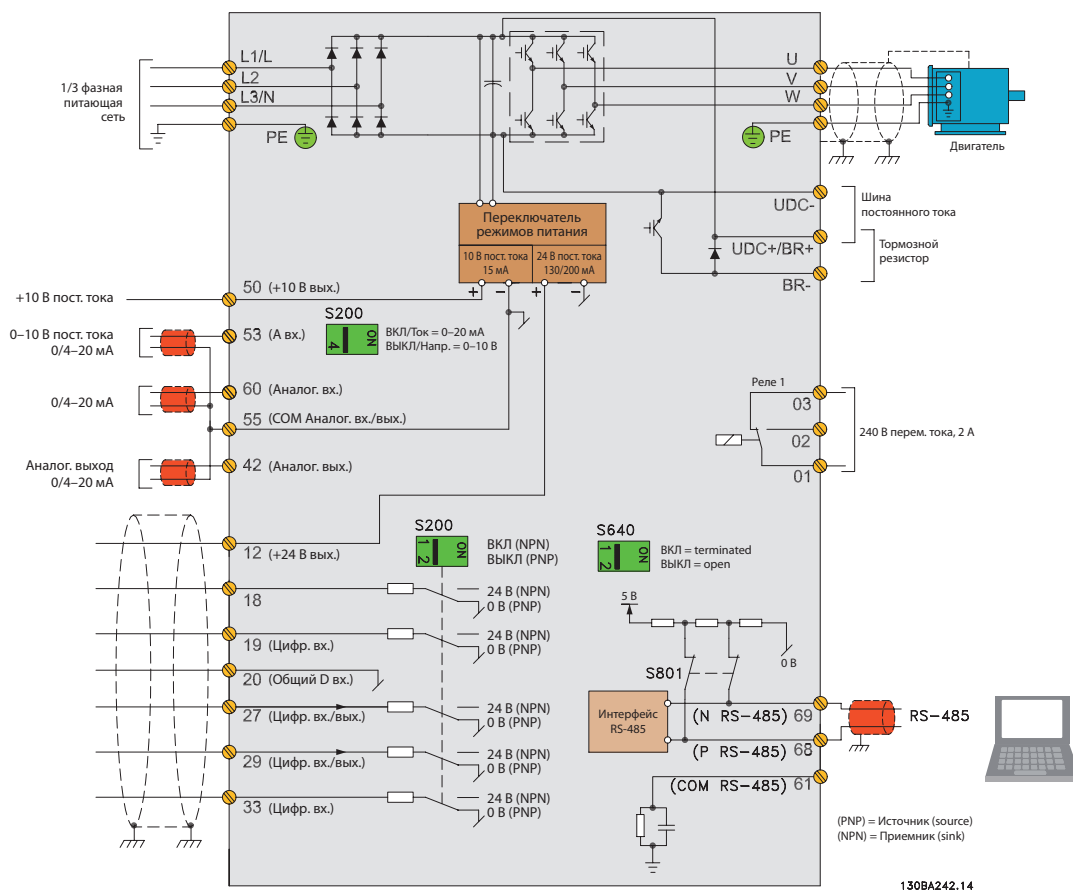 1/3 фазная
питающая
сеть
L1/L
L2
L3/N
PE
U
V
W
PE
Двигатель
UDC-
Шина
постоянного тока
UDC+/BR+
Тормозной
резистор
BR-
Переключатель
режимов питания
10 В пост. тока
15 мА
24 В пост. тока
130/200 мА
+ - + -
+10 В пост. тока
50 (+10 В вых.)
0–10 В пост. тока
0/4–20 мА
53 (А вх.)
S200
ON
4
ВКЛ/Ток = 0–20 мА
ВЫКЛ/Напр. = 0–10 В
0/4–20 мА
60 (Аналог. вх.)
55 (COM Аналог. вх./вых.)
Аналог. выход
0/4–20 мА
42 (Аналог. вых.)
Реле 1
03
02
01
240 В перем. тока, 2 А
12 (+24 В вых.)
S200
ON
1 2
ВКЛ (NPN)
ВЫКЛ (PNP)
S640
ON
1 2
ВКЛ = terminated
ВЫКЛ = open
18
24 В (NPN)
0 В (PNP)
19 (Цифр. вх.)
24 В (NPN)
0 В (PNP)
20 (Общий D вх.)
27 (Цифр. вх./вых.)
24 В (NPN)
0 В (PNP)
29 (Цифр. вх./вых.)
24 В (NPN)
0 В (PNP)
33 (Цифр. вх.)
24 В (NPN)
0 В (PNP)
5 В
0 В
S801
Интерфейс
RS-485
(N RS-485) 69
(P RS-485) 68
(COM RS-485) 61
RS-485
(PNP) = Источник (source)
(NPN) = Приемник (sink)
130BA242.14